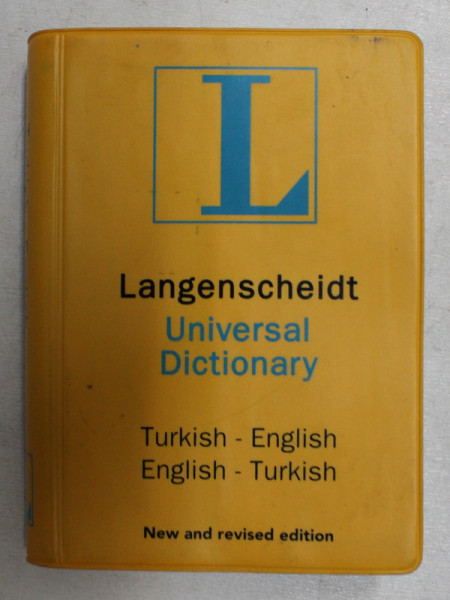 L
Langenscheidt
Universal
Dictionary
Turkish - English
English - Turkish
New and revised edition